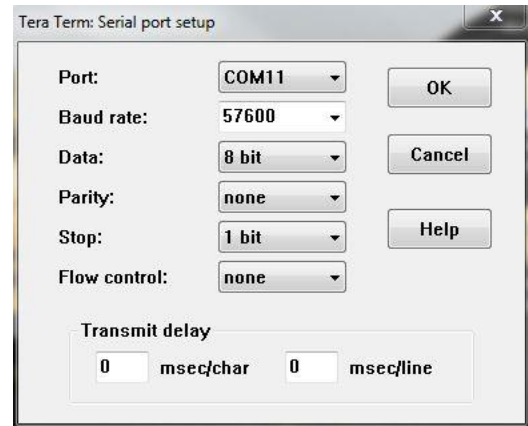 Tera Term: Serial port setup
x
Port: COM11 OK
Baud rate: 57600
Data: 8 bit Cancel
Parity: none
Stop: 1 bit Help
Flow control: none
Transmit delay
0 msec/char 0 msec/line